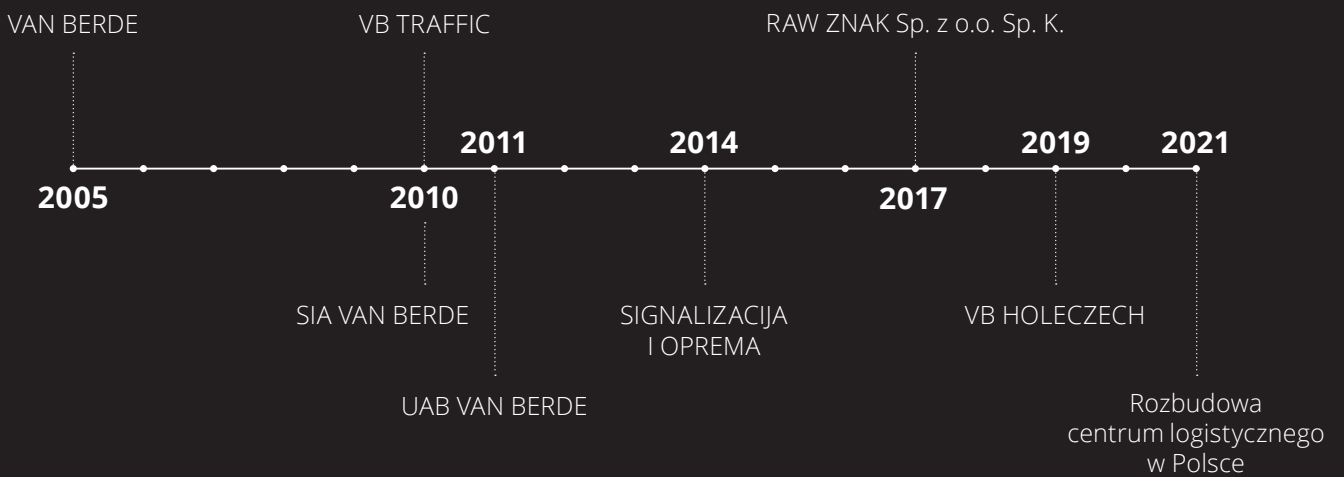 VAN BERDE
VB TRAFFIC
RAW ZNAK Sp. z o.o. Sp. K.
2011
2014
2019
2021
2005
2010
2017
SIA VAN BERDE
SIGNALIZACIJA
I OPREMA
VB HOLECZECH
UAB VAN BERDE
Rozbudowa
centrum logistycznego
w Polsce